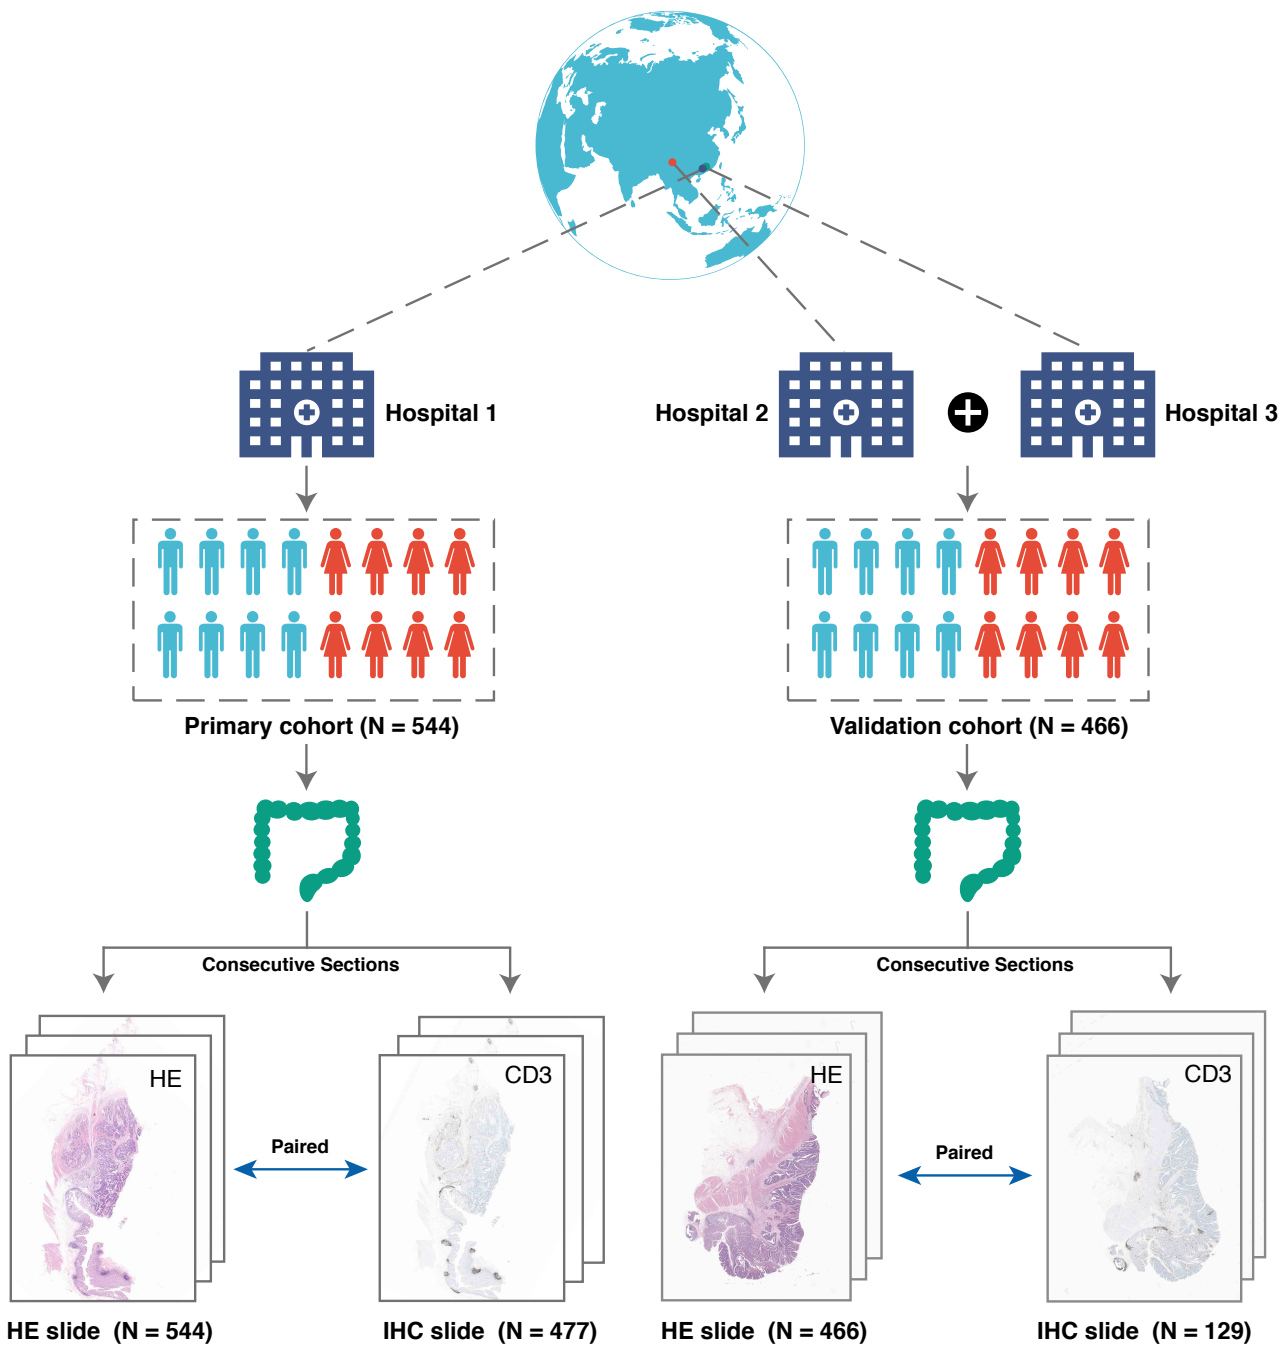 Hospital 1
Hospital 2
Hospital 3
Primary cohort (N = 544)
Validation cohort (N = 466)
Consecutive Sections
Consecutive Sections
HE
CD3
HE
CD3
Paired
Paired
HE slide (N = 544)
IHC slide (N = 477)
HE slide (N = 466)
IHC slide (N = 129)